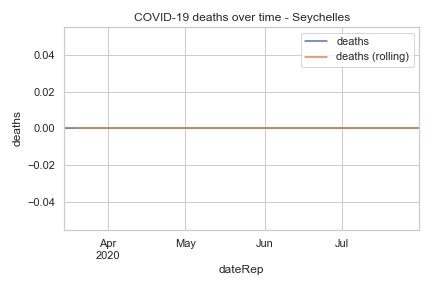 COVID-19 deaths over time - Seychelles
deaths
deaths (rolling)
0.04
0.02
0.00
−0.02
−0.04
deaths
Apr
2020
May
Jun
Jul
dateRep